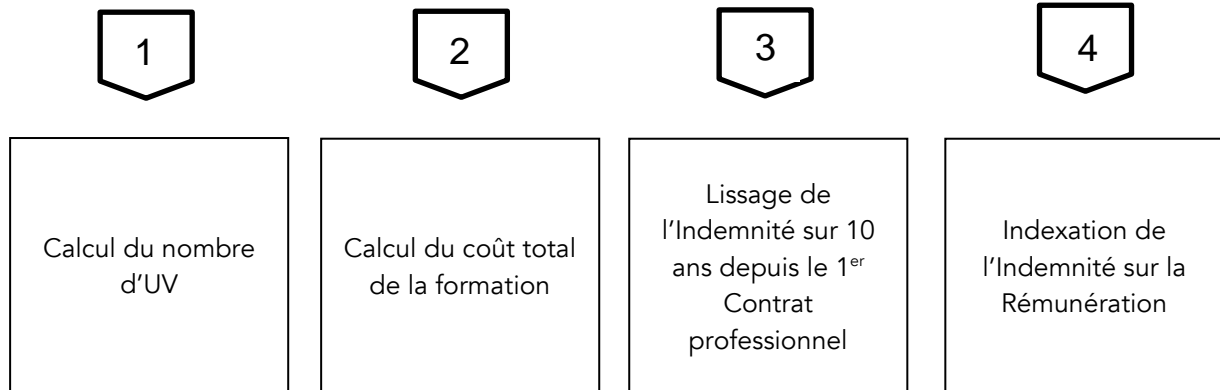 1
2
3
4
Calcul du nombre
d’UV
Calcul du coût total
de la formation
Lissage de
l’Indemnité sur 10
ans depuis le 1er
Contrat
professionnel
Indexation de
l’Indemnité sur la
Rémunération